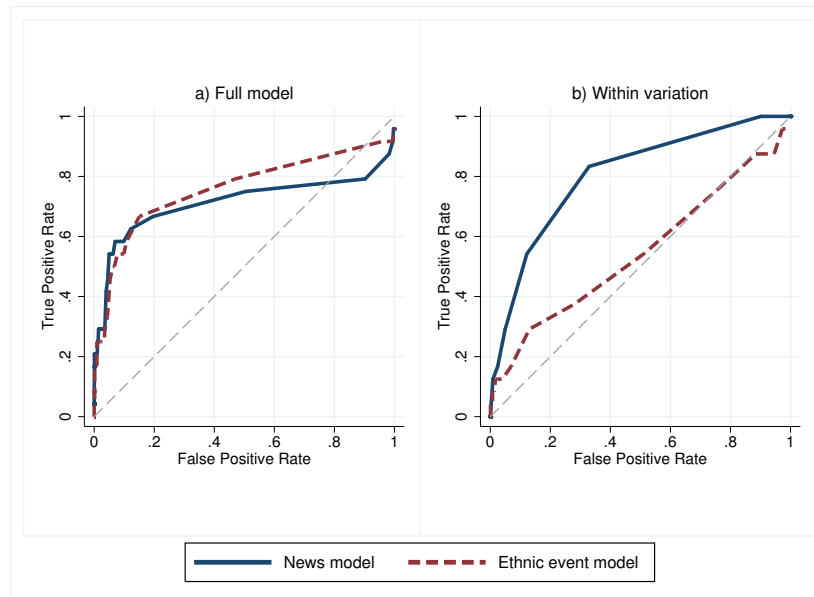 a) Full model
True Positive Rate
1
.8
.6
.4
.2
0
0 .2 .4 .6 .8 1
False Positive Rate
b) Within variation
True Positive Rate
1
.8
.6
.4
.2
0
0 .2 .4 .6 .8 1
False Positive Rate
News model Ethnic event model